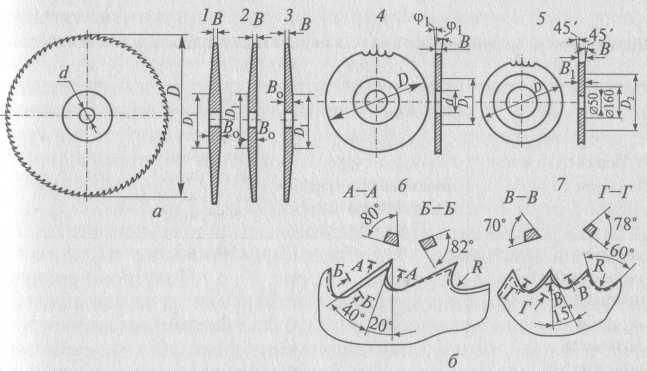 1 B 2 B 3 B 4 φ₁ φ₁ B 5 45′ 45′ B
d D D₁ B₀ D₁ B₀ B₀ D₁ D d D₁ D B₁ Ø50 Ø160 D₂
а
А–А 6 Б–Б В–В 7 Г–Г
80° 82° 70° 78°
Б А А R 60° R
Б 40° 20° Г В В 15°
б